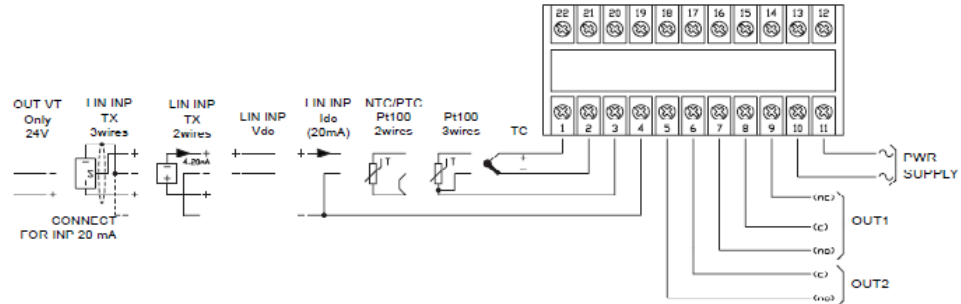 22 21 20 19 18 17 16 15 14 13 12
1 2 3 4 5 6 7 8 9 10 11
OUT VT
Only
24V
LIN INP
TX
3wires
LIN INP
TX
2wires
4..20mA
LIN INP
Vdc
LIN INP
Idc
(20mA)
NTC/PTC
Pt100
2wires
Pt100
3wires
TC
+
–
S
T
T
CONNECT
FOR INP 20 mA
PWR
SUPPLY
(nc)
(c)
(no)
OUT1
(c)
(no)
OUT2